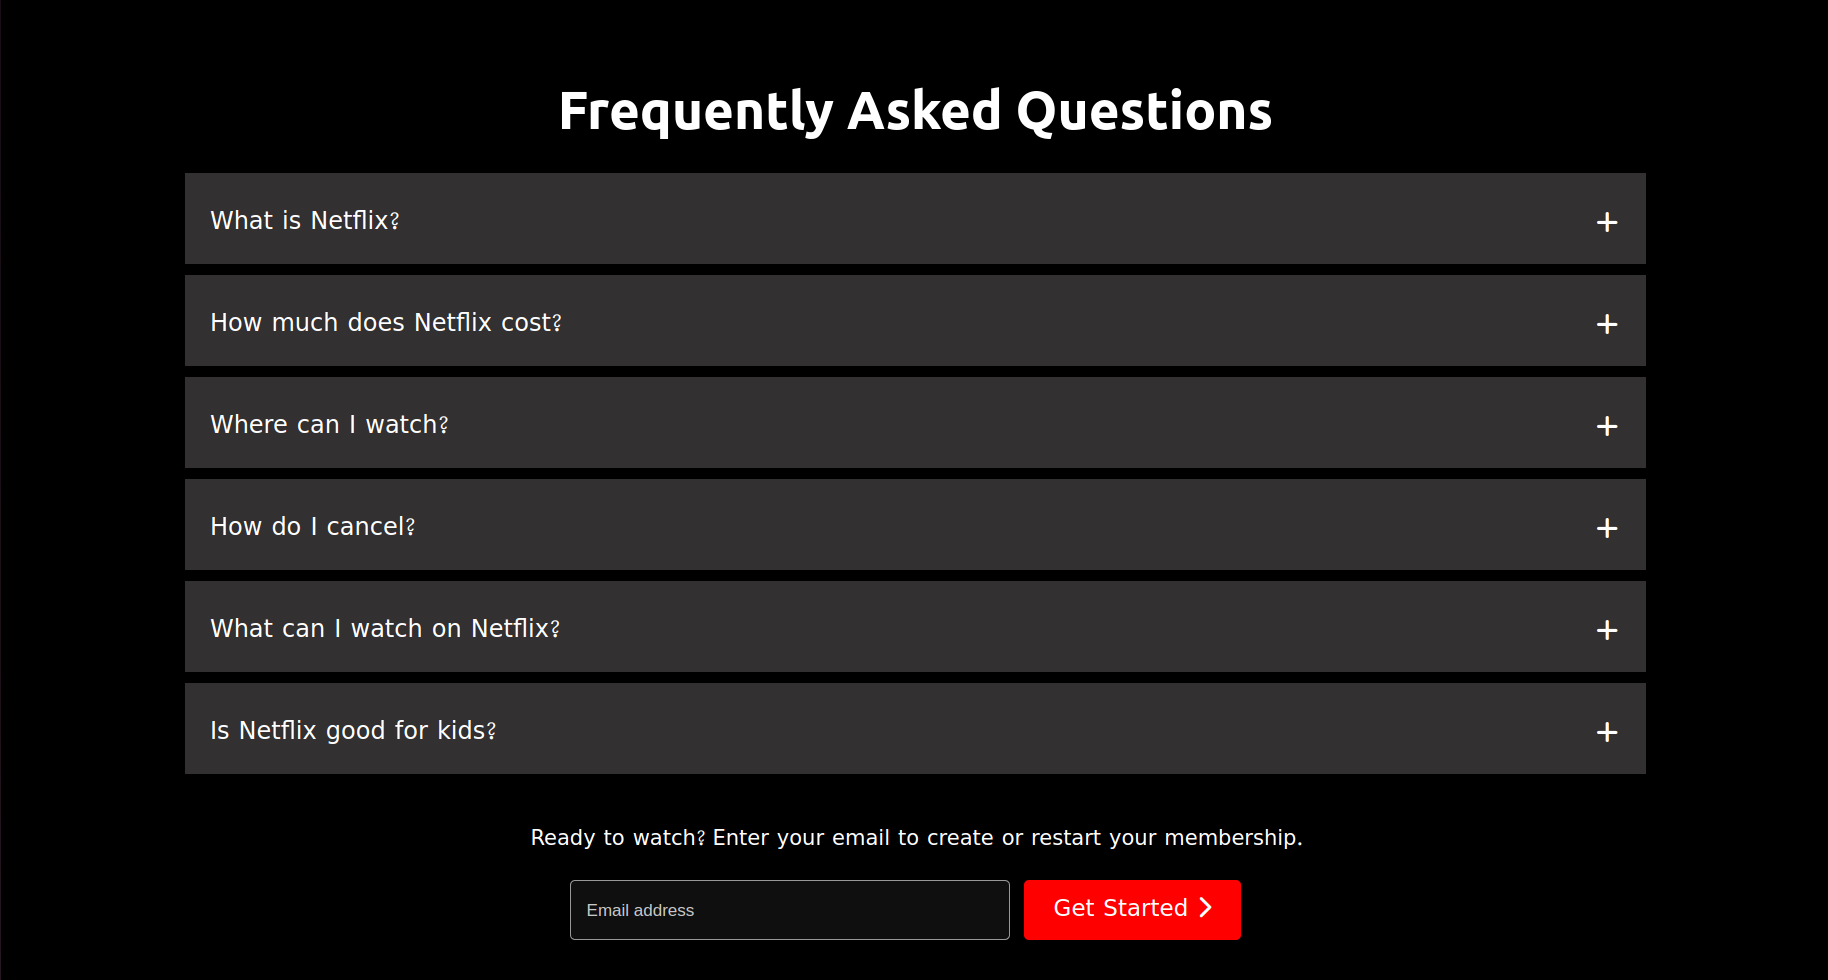 Frequently Asked Questions
What is Netflix?
How much does Netflix cost?
Where can I watch?
How do I cancel?
What can I watch on Netflix?
Is Netflix good for kids?
Ready to watch? Enter your email to create or restart your membership.
Email address
Get Started